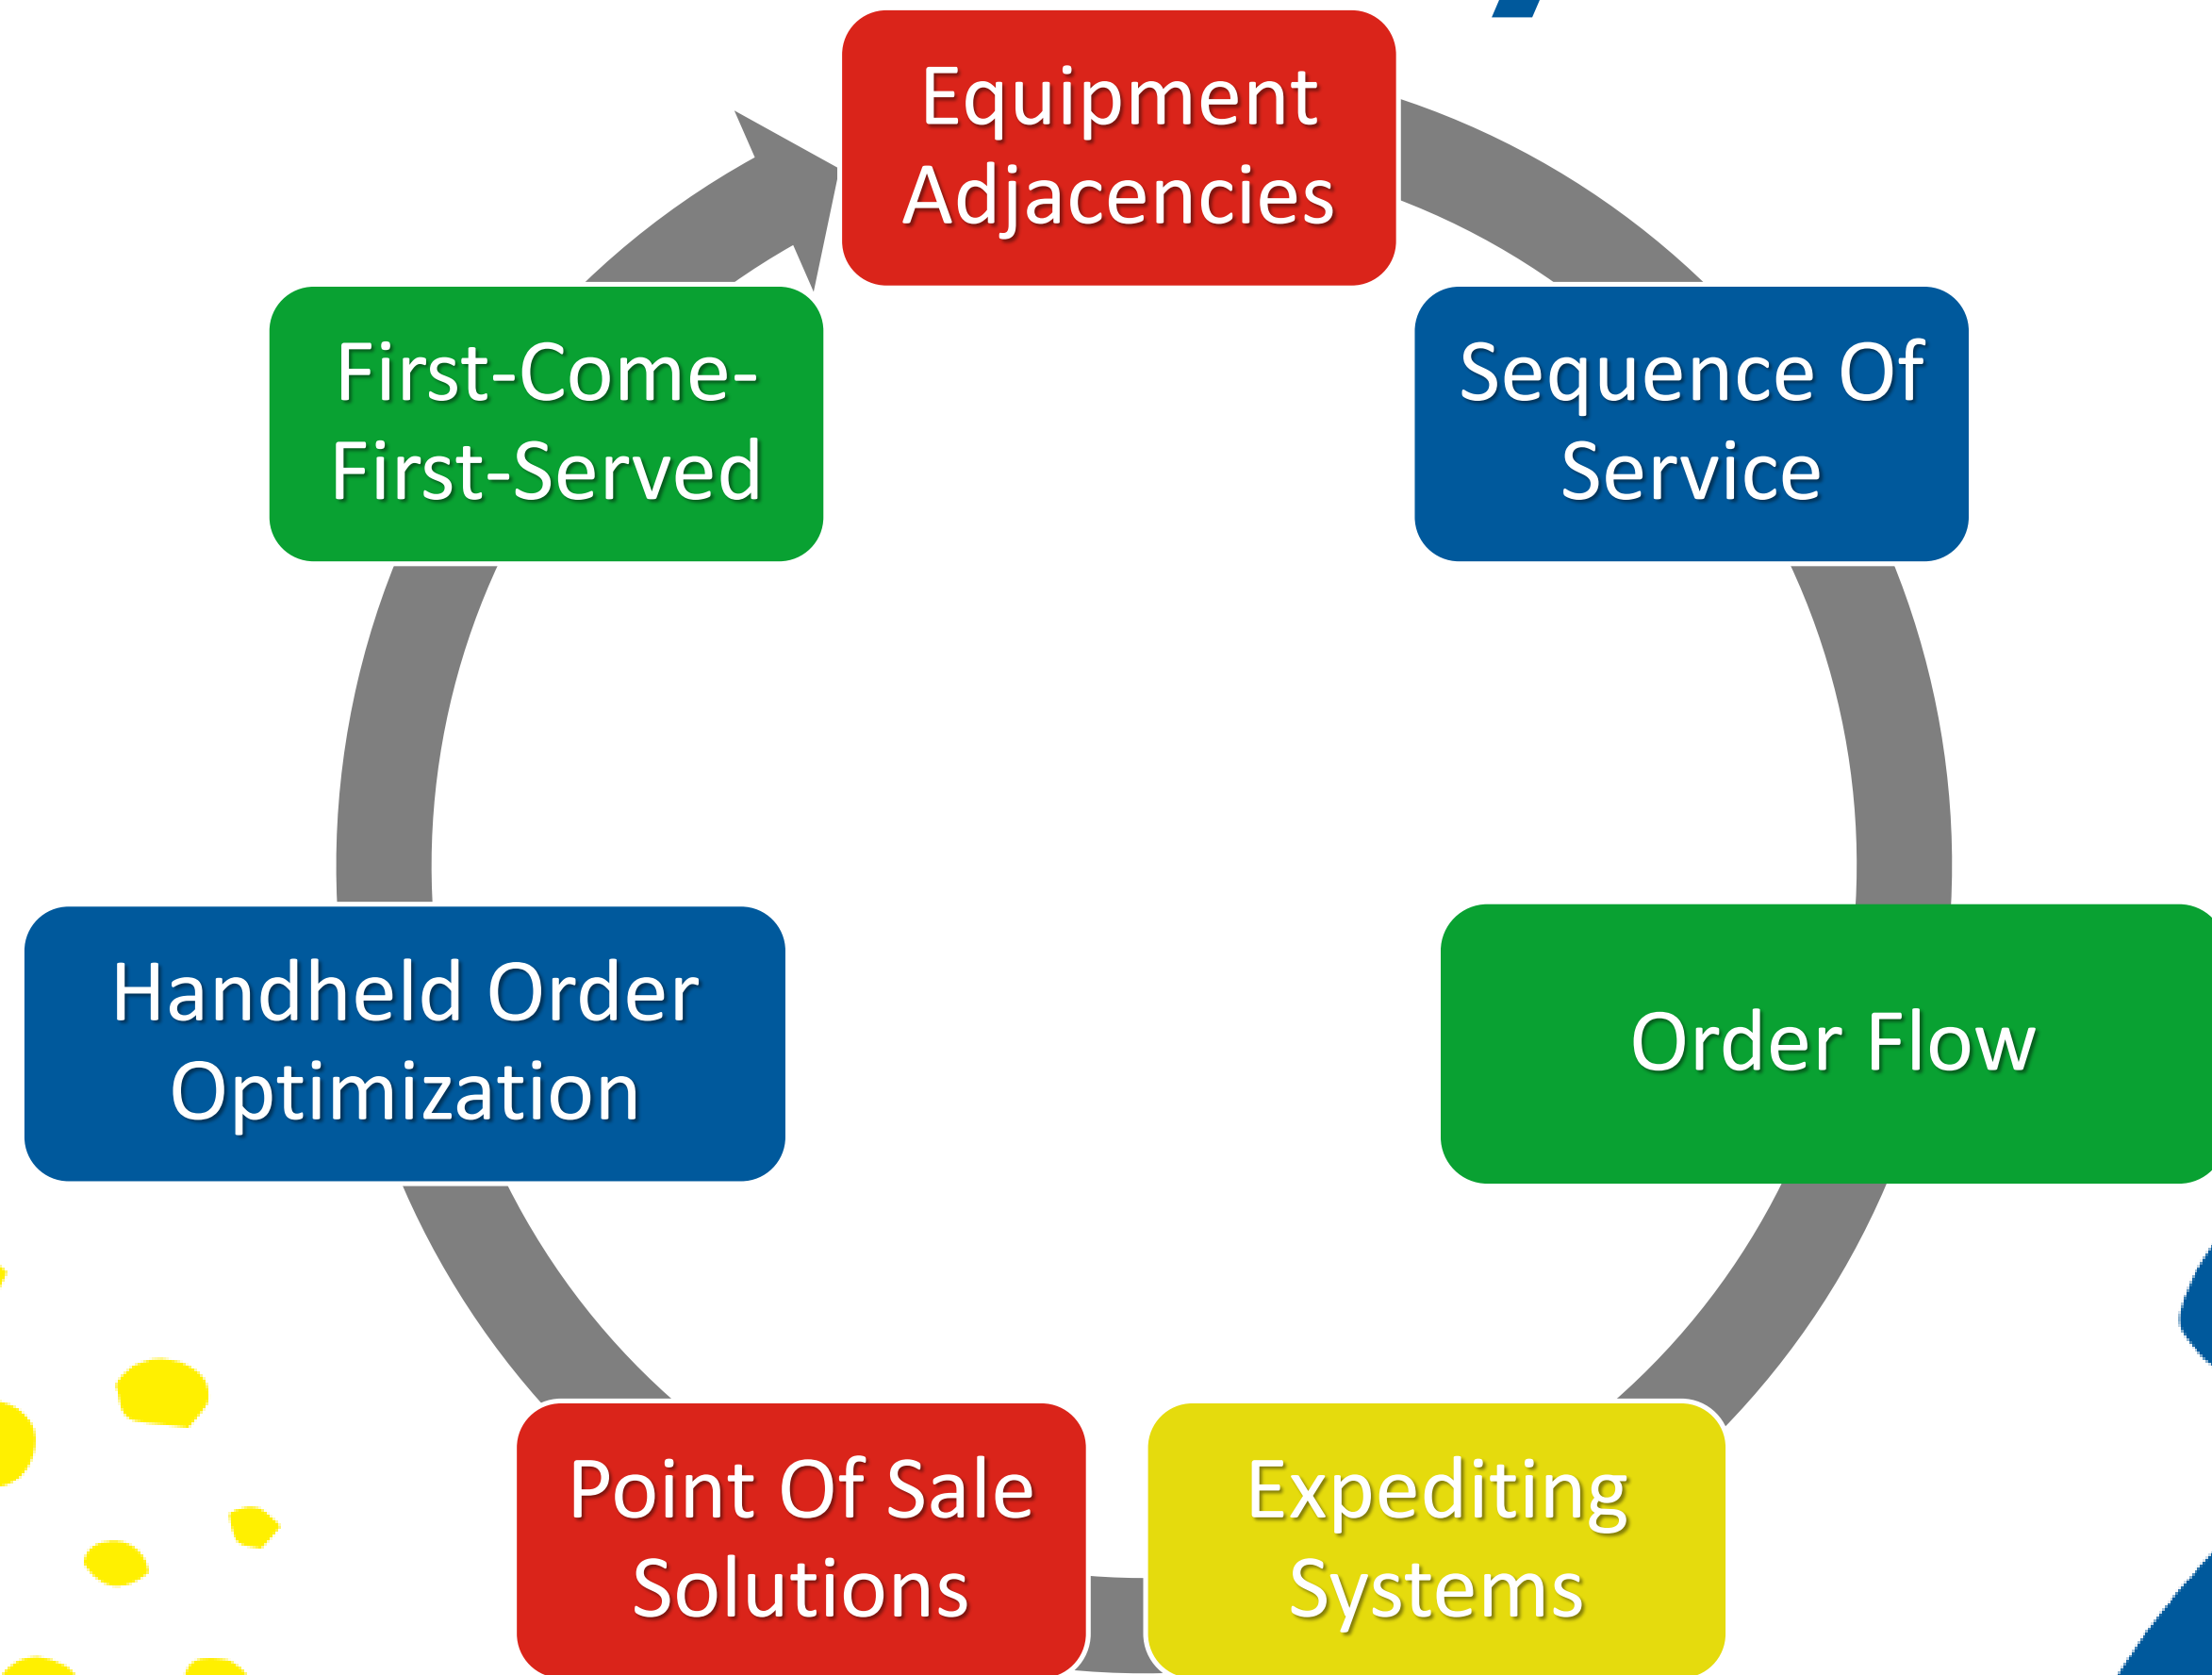 Equipment
Adjacencies
Sequence Of
Service
Order Flow
Expediting
Systems
Point Of Sale
Solutions
Handheld Order
Optimization
First-Come-
First-Served